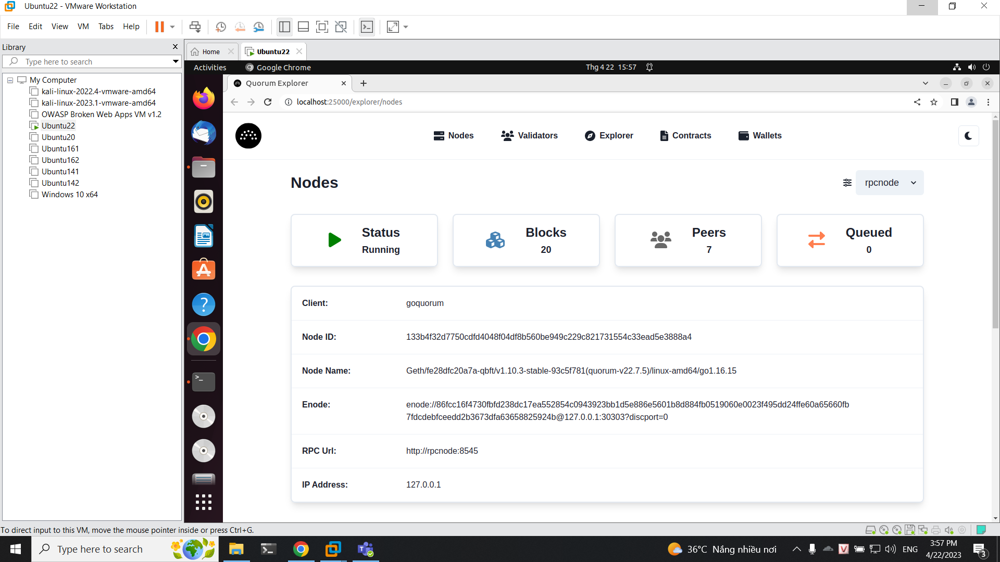 Ubuntu22 - VMware Workstation
File Edit View VM Tabs Help
Library
Type here to search
My Computer
kali-linux-2022.4-vmware-amd64
kali-linux-2023.1-vmware-amd64
OWASP Broken Web Apps VM v1.2
Ubuntu22
Ubuntu20
Ubuntu161
Ubuntu162
Ubuntu141
Ubuntu142
Windows 10 x64
Home Ubuntu22
Activities Google Chrome Thg 4 22 15:57
Quorum Explorer
localhost:25000/explorer/nodes
Nodes Validators Explorer Contracts Wallets
Nodes
rpcnode
Status
Running
Blocks
20
Peers
7
Queued
0
Client: goquorum
Node ID: 133b4f32d7750cdfd4048f04df8b560be949c229c821731554c33ead5e3888a4
Node Name: Geth/fe28dfc20a7a-qbft/v1.10.3-stable-93c5f781(quorum-v22.7.5)/linux-amd64/go1.16.15
Enode: enode://86fcc16f4730fbfd238dc17ea552854c0943923bb1d5e886e5601b8d884fb0519060e0023f495dd24ffe60a65660fb
7fdcdebfceedd2b3673dfa63658825924b@127.0.0.1:30303?discport=0
RPC Url: http://rpcnode:8545
IP Address: 127.0.0.1
To direct input to this VM, move the mouse pointer inside or press Ctrl+G.
Type here to search
36°C Nắng nhiều nơi
ENG
3:57 PM
4/22/2023
3